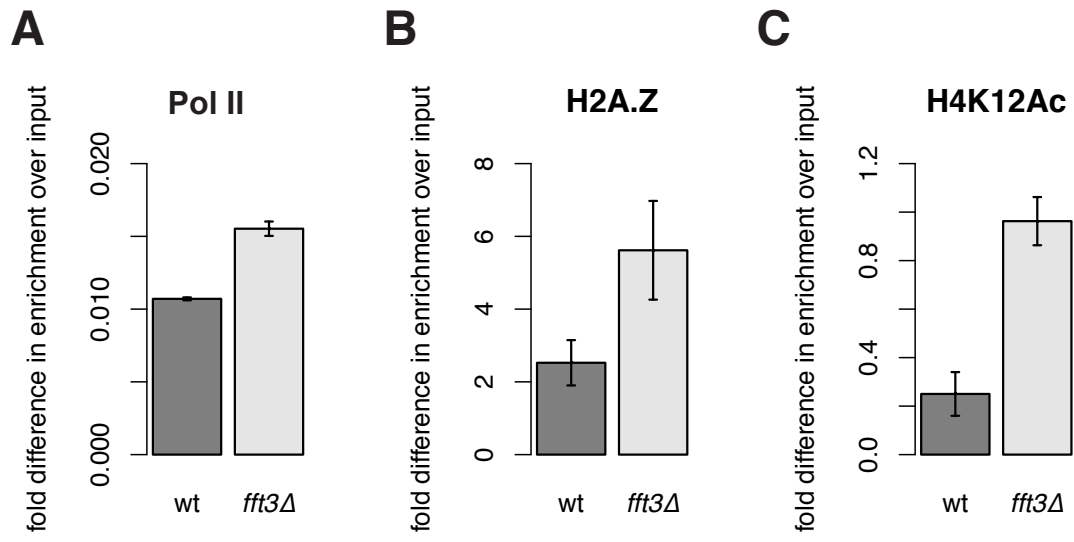 A
Pol II
fold difference in enrichment over input
0.020
0.010
0.000
wt
fft3Δ
B
H2A.Z
fold difference in enrichment over input
8
6
4
2
0
wt
fft3Δ
C
H4K12Ac
fold difference in enrichment over input
1.2
0.8
0.4
0.0
wt
fft3Δ